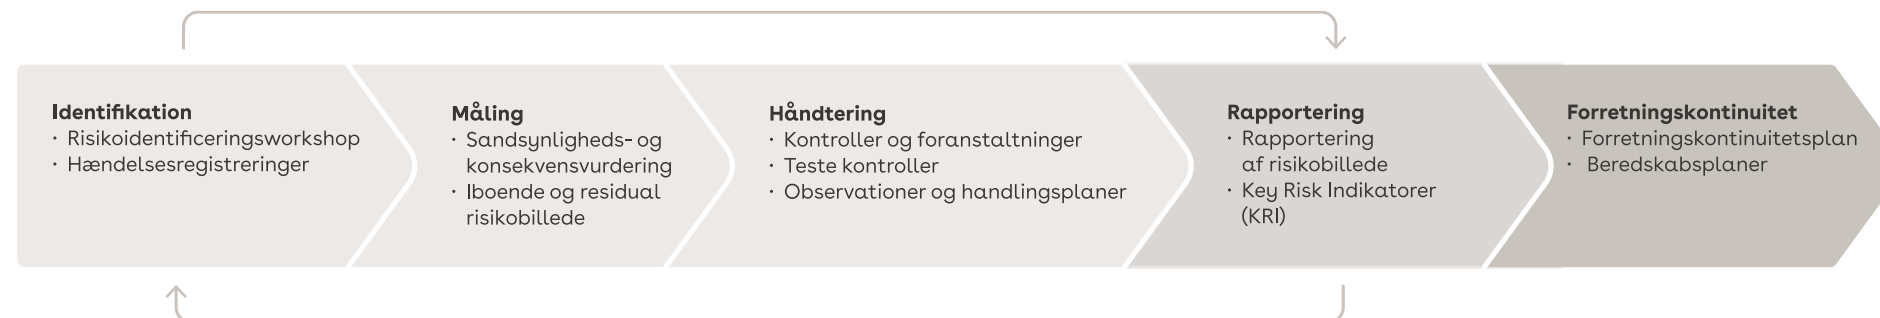 Identifikation
· Risikoidentificeringsworkshop
· Hændelsesregistreringer
Måling
· Sandsynligheds- og
konsekvensvurdering
· Iboende og residual
risikobillede
Håndtering
· Kontroller og foranstaltninger
· Teste kontroller
· Observationer og handlingsplaner
Rapportering
· Rapportering
af risikobillede
· Key Risk Indikatorer
(KRI)
Forretningskontinuitet
· Forretningskontinuitetsplan
· Beredskabsplaner